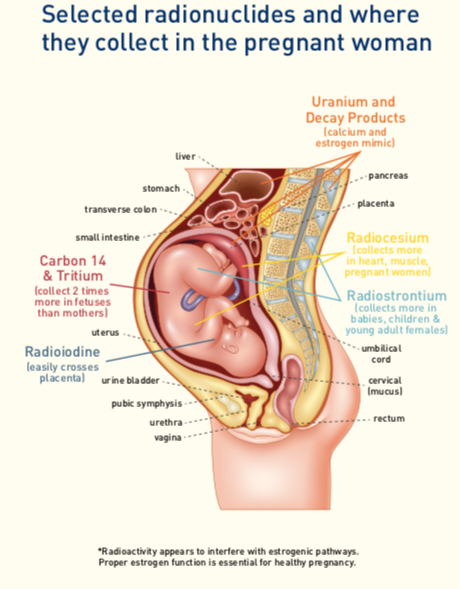 Selected radionuclides and where
they collect in the pregnant woman
Uranium and
Decay Products
(calcium and
estrogen mimic)
liver
pancreas
stomach
placenta
transverse colon
small intestine
Radiocesium
(collects more
in heart, muscle,
pregnant women)
Carbon 14
& Tritium
(collect 2 times
more in fetuses
than mothers)
Radiostrontium
(collects more in
babies, children &
young adult females)
uterus
Radioiodine
(easily crosses
placenta)
umbilical
cord
urine bladder
cervical
(mucus)
pubic symphysis
urethra
rectum
vagina
*Radioactivity appears to interfere with estrogenic pathways.
Proper estrogen function is essential for healthy pregnancy.